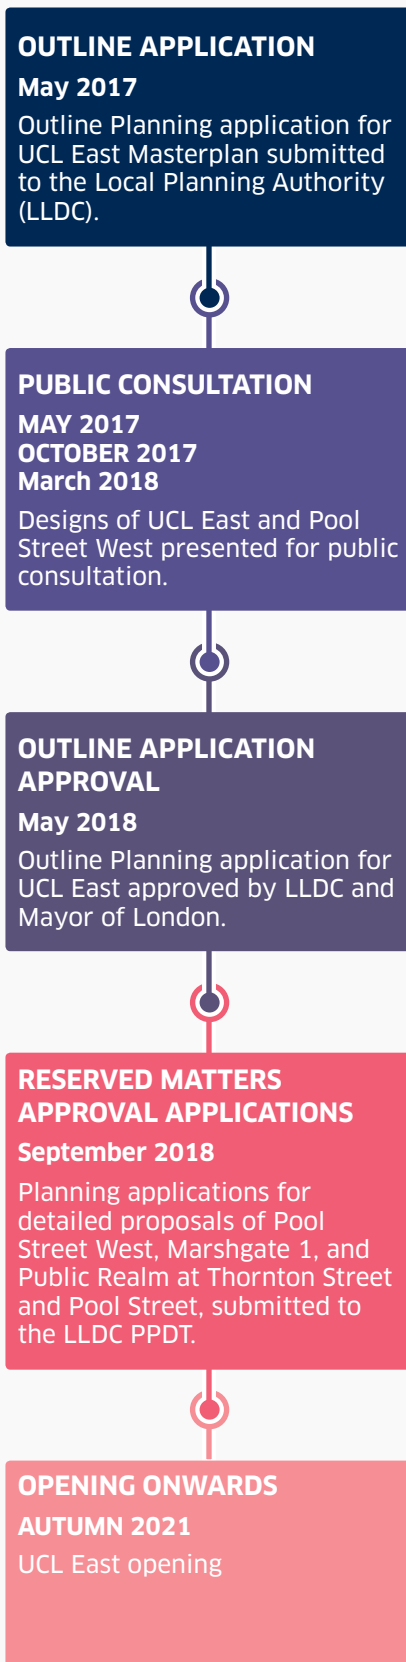 OUTLINE APPLICATION
May 2017
Outline Planning application for
UCL East Masterplan submitted
to the Local Planning Authority
(LLDC).
PUBLIC CONSULTATION
MAY 2017
OCTOBER 2017
March 2018
Designs of UCL East and Pool
Street West presented for public
consultation.
OUTLINE APPLICATION
APPROVAL
May 2018
Outline Planning application for
UCL East approved by LLDC and
Mayor of London.
RESERVED MATTERS
APPROVAL APPLICATIONS
September 2018
Planning applications for
detailed proposals of Pool
Street West, Marshgate 1, and
Public Realm at Thornton Street
and Pool Street, submitted to
the LLDC PPDT.
OPENING ONWARDS
AUTUMN 2021
UCL East opening